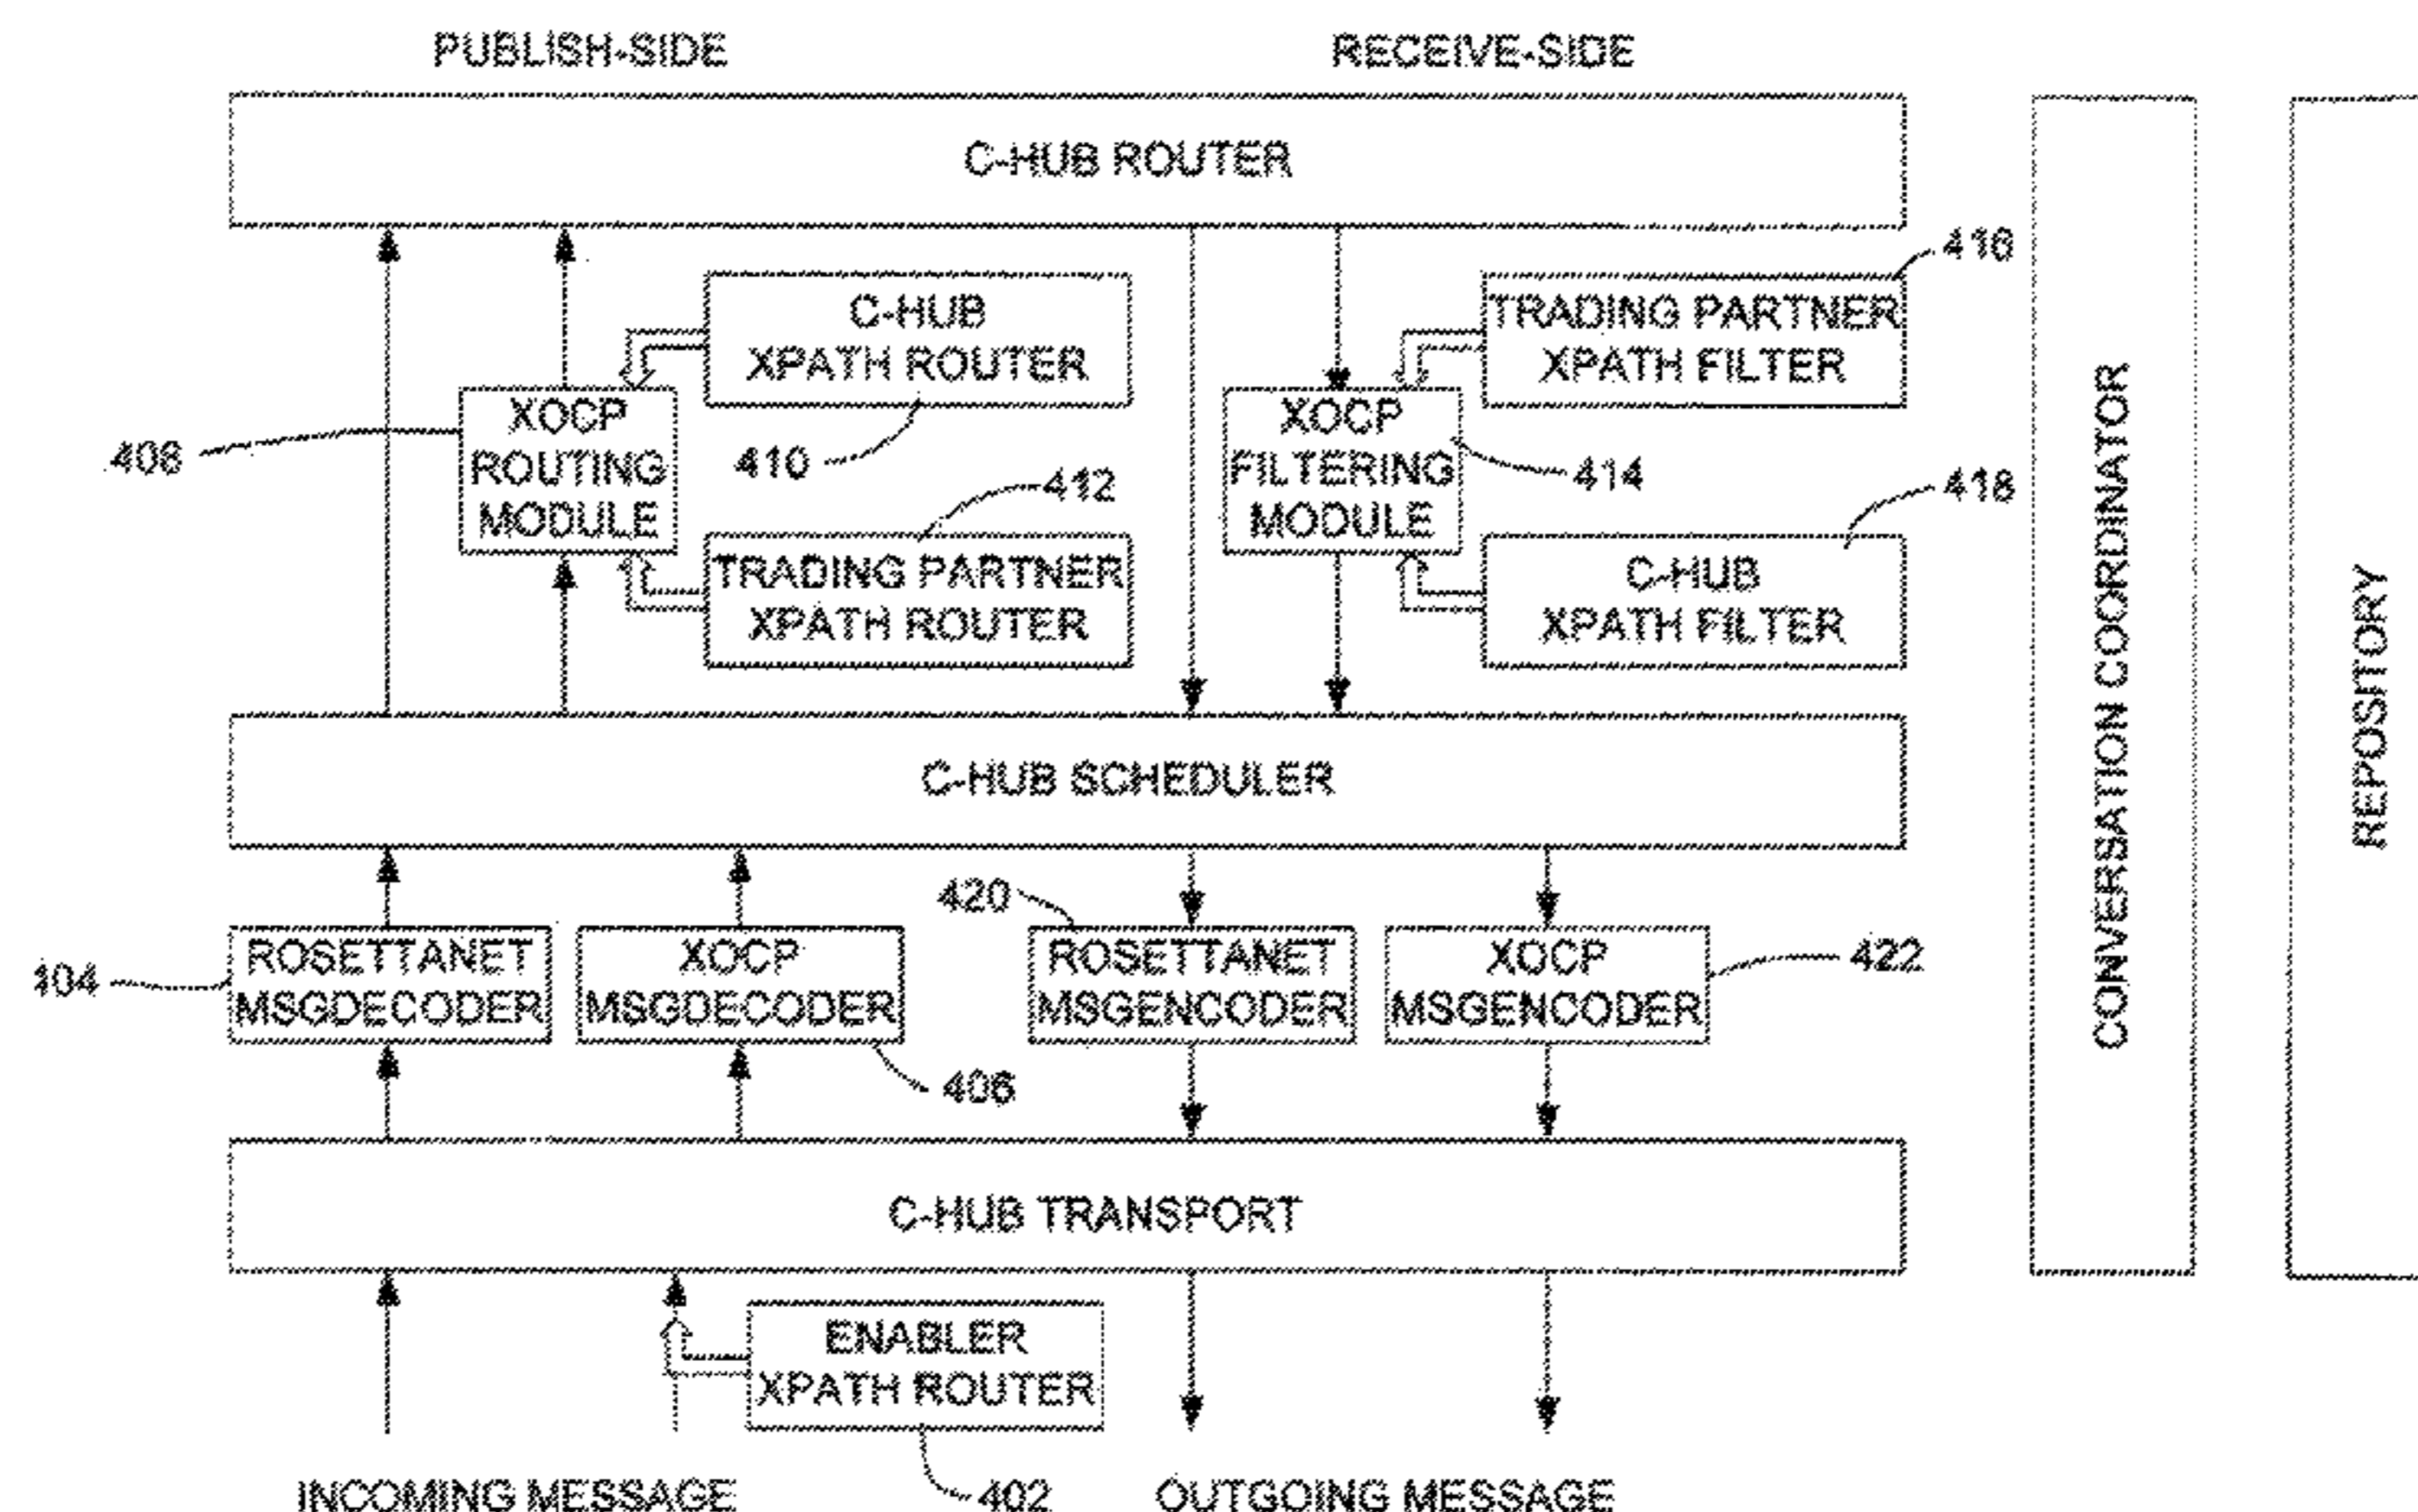 PUBLISH-SIDE
RECEIVE-SIDE
C-HUB ROUTER
C-HUB
XPATH ROUTER
410
XOCP
ROUTING
MODULE
408
TRADING PARTNER
XPATH ROUTER
412
TRADING PARTNER
XPATH FILTER
416
XOCP
FILTERING
MODULE
414
C-HUB
XPATH FILTER
418
C-HUB SCHEDULER
ROSETTANET
MSGDECODER
104
XOCP
MSGDECODER
406
ROSETTANET
MSGENCODER
420
XOCP
MSGENCODER
422
C-HUB TRANSPORT
ENABLER
XPATH ROUTER
402
INCOMING MESSAGE
OUTGOING MESSAGE
CONVERSATION COORDINATOR
REPOSITORY